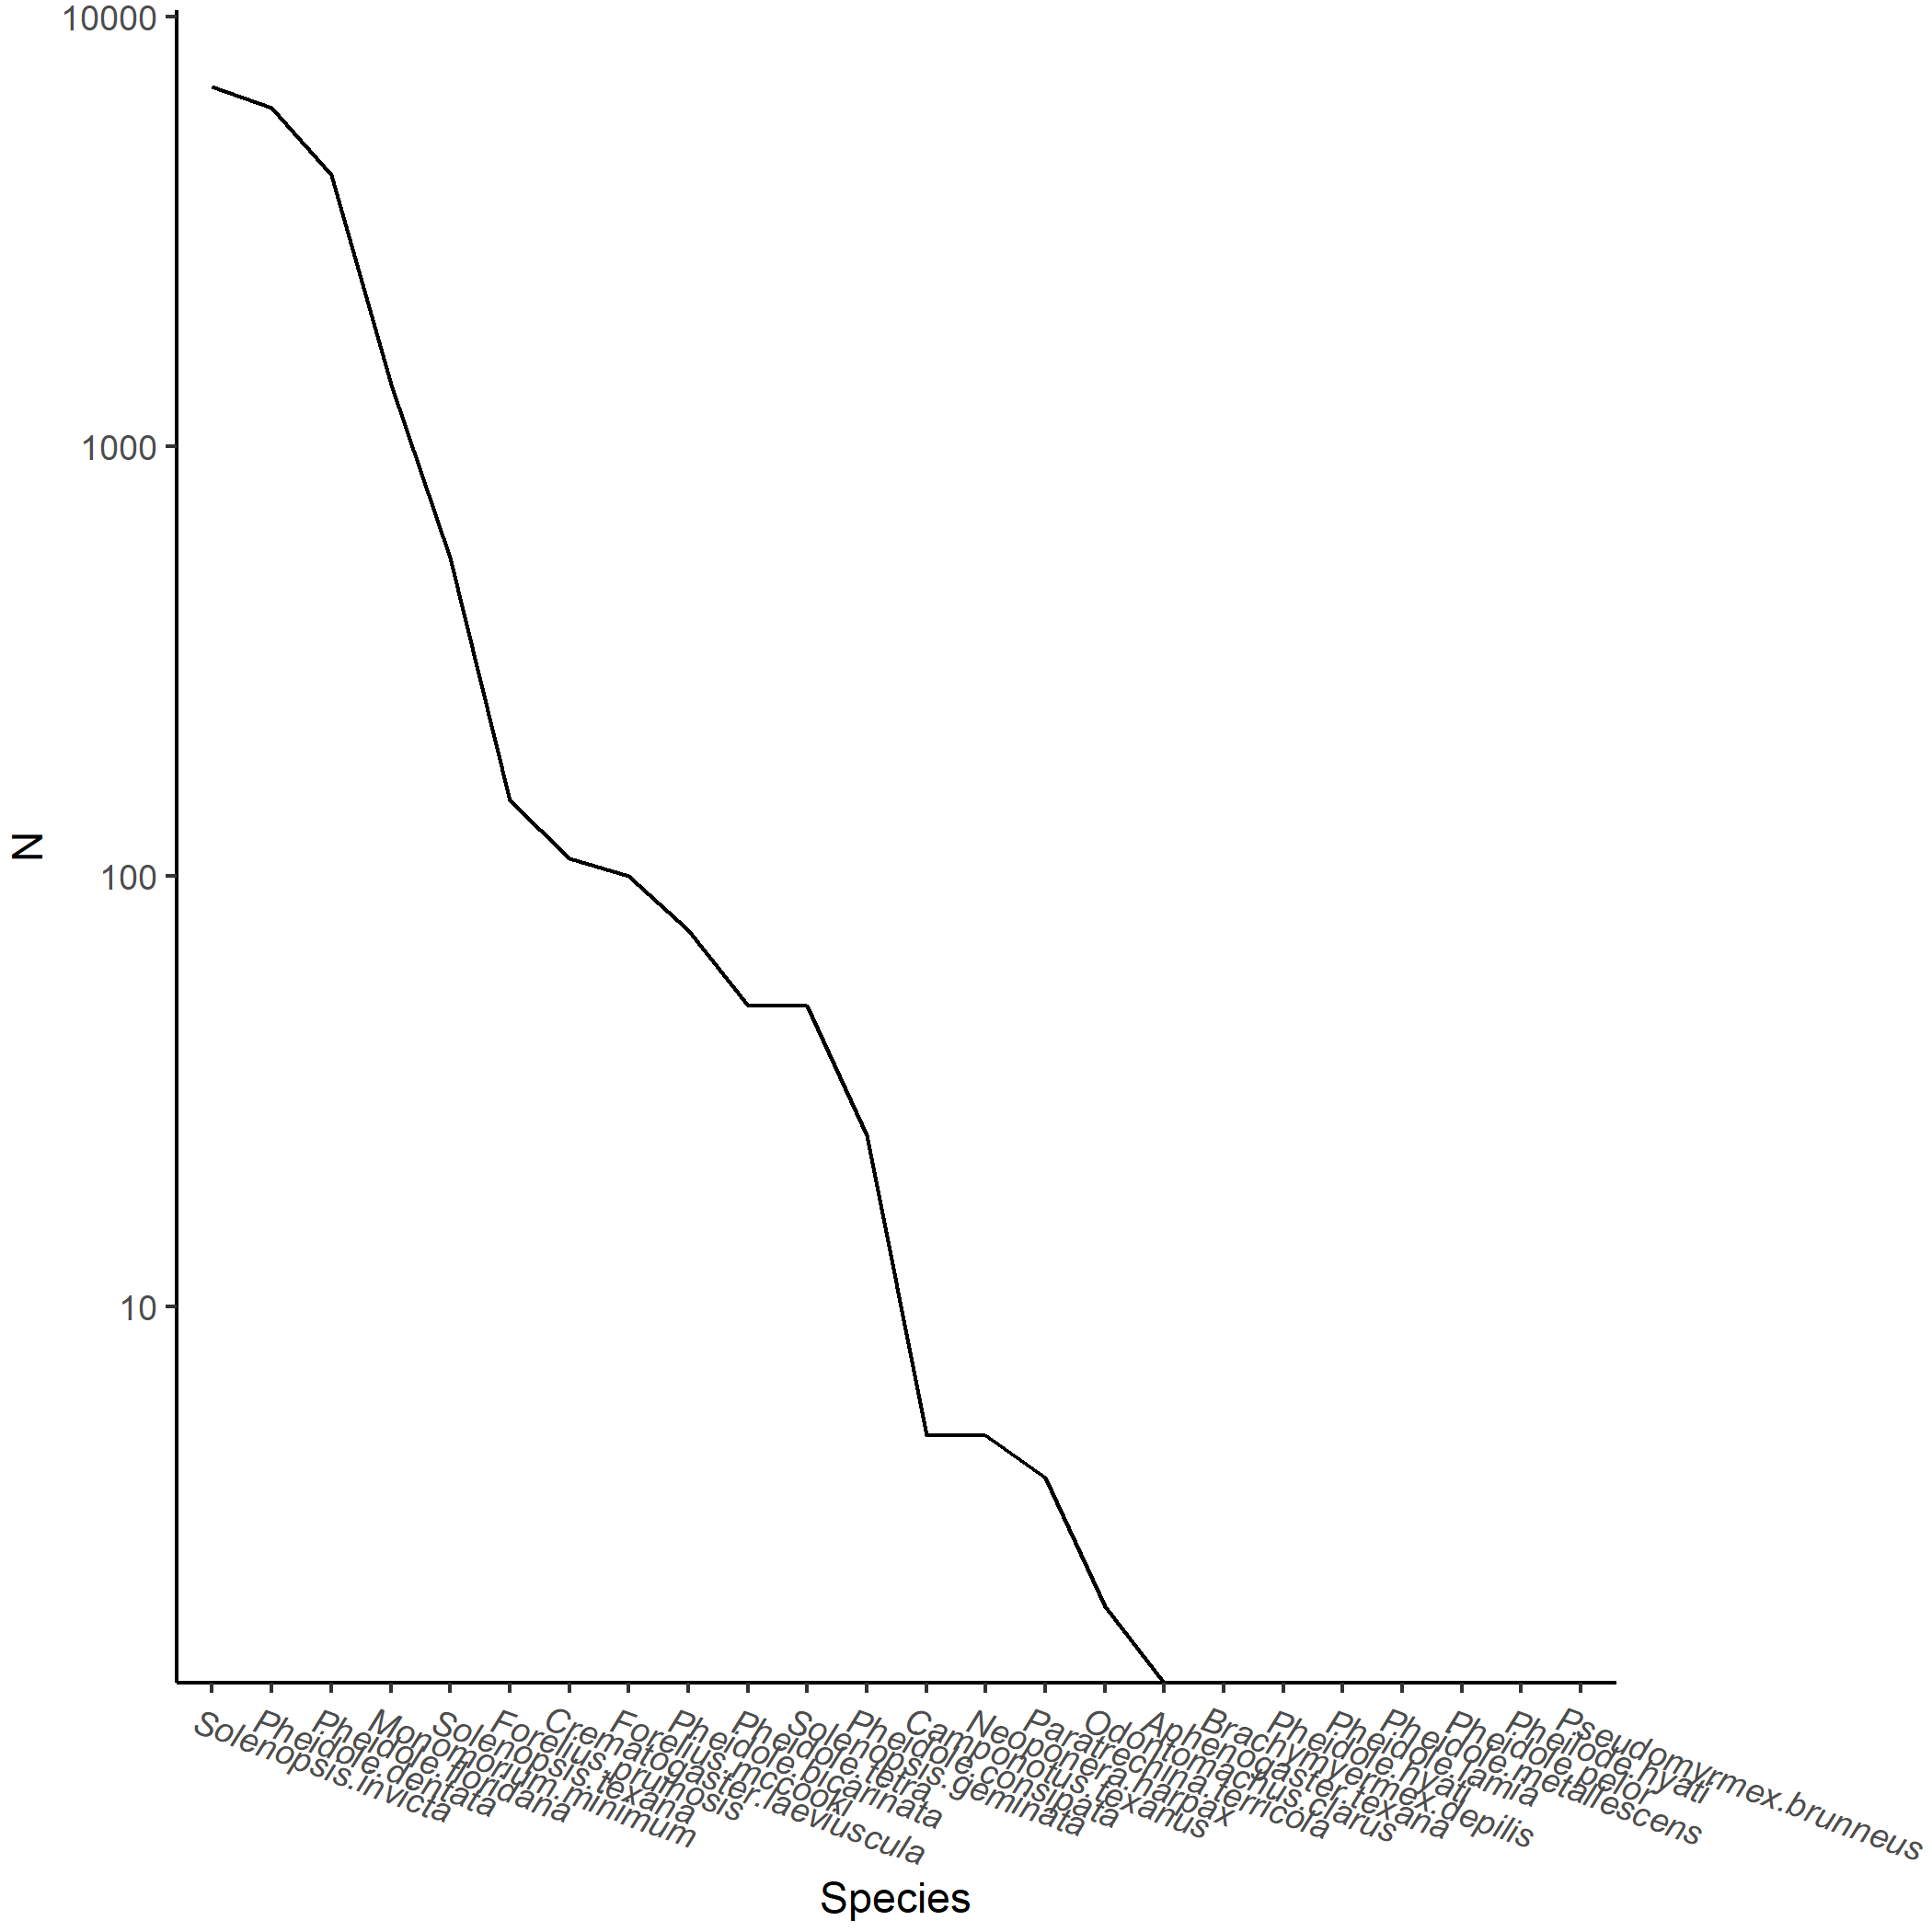 10000
1000
100
10
N
Solenopsis.invicta
Pheidole.dentata
Pheidole.floridana
Monomorium.minimum
Solenopsis.texana
Forelius.pruinosis
Crematogaster.laeviuscula
Forelius.mccooki
Pheidole.bicarinata
Pheidole.tetra
Solenopsis.geminata
Pheidole.consipata
Camponotus.texanus
Neoponera.harpax
Paratrechina.terricola
Odontomachus.clarus
Aphenogaster.texana
Brachymyermex.depilis
Pheidole.hyati
Pheidole.lamia
Pheidole.metallescens
Pheidole.pelor
Pheilode.hyati
Pseudomyrmex.brunneus
Species